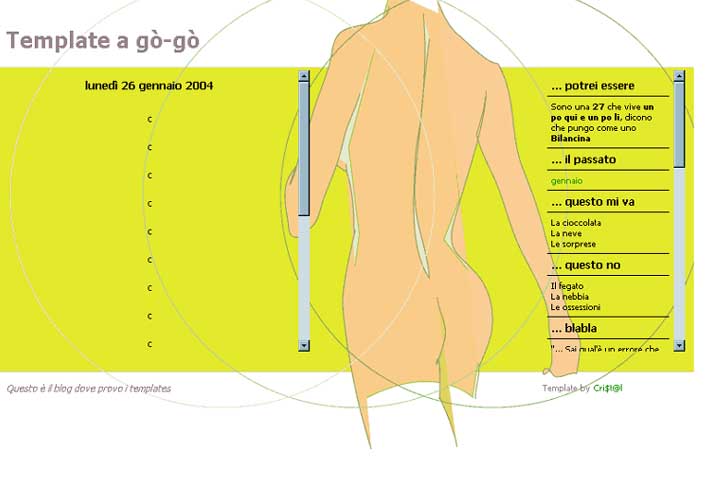 Template a gò-gò
lunedì 26 gennaio 2004
c
c
c
c
c
c
c
c
c
... potrei essere
Sono una 27 che vive un
po qui e un po lì, dicono
che pungo come uno
Bilancina
... il passato
gennaio
... questo mi va
La cioccolata
La neve
Le sorprese
... questo no
Il fegato
La nebbia
Le ossessioni
... blabla
"... Sai qual'è un errore che
Questo è il blog dove provo i templates
Template by Cri$t@l